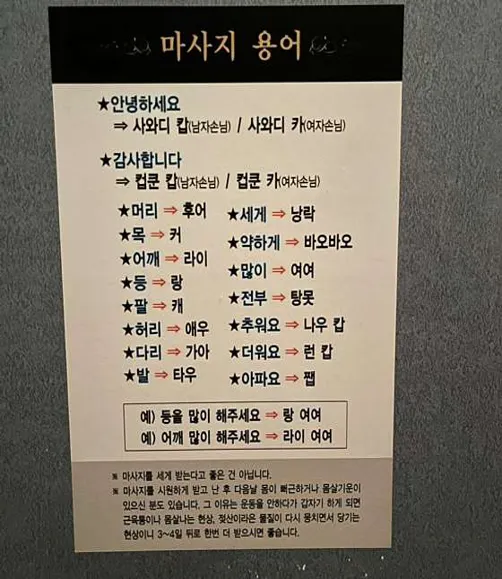 마사지 용어
★안녕하세요
⇒ 사와디 캅(남자손님) / 사와디 카(여자손님)
★감사합니다
⇒ 컵쿤 캅(남자손님) / 컵쿤 카(여자손님)
★머리 ⇒ 후어
★목 ⇒ 커
★어깨 ⇒ 라이
★등 ⇒ 랑
★팔 ⇒ 캐
★허리 ⇒ 애우
★다리 ⇒ 가아
★발 ⇒ 타우
★세게 ⇒ 낭락
★약하게 ⇒ 바오바오
★많이 ⇒ 여여
★전부 ⇒ 탕못
★추워요 ⇒ 나우 캅
★더워요 ⇒ 런 캅
★아파요 ⇒ 쨉
예) 등을 많이 해주세요 ⇒ 랑 여여
예) 어깨 많이 해주세요 ⇒ 라이 여여
※ 마사지를 세게 받는다고 좋은 건 아닙니다.
※ 마사지를 시원하게 받고 난 후 다음날 몸이 뻐근하거나 몸살기운이
있으신 분도 있습니다. 그 이유는 운동을 안하다가 갑자기 하게 되면
근육통이나 몸살나는 현상, 젖산이라은 물질이 다시 뭉치면서 당기는
현상이니 3~4일 뒤로 한번 더 받으시면 좋습니다.